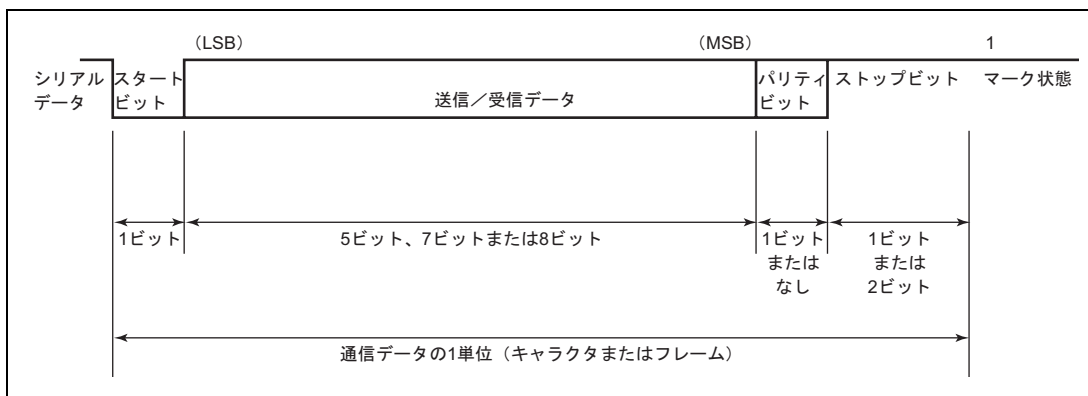 （LSB）
（MSB）
1
シリアル
データ
スタート
ビット
送信／受信データ
パリティ
ビット
ストップビット
マーク状態
1ビット
5ビット、7ビットまたは8ビット
1ビット
または
なし
1ビット
または
2ビット
通信データの1単位（キャラクタまたはフレーム）